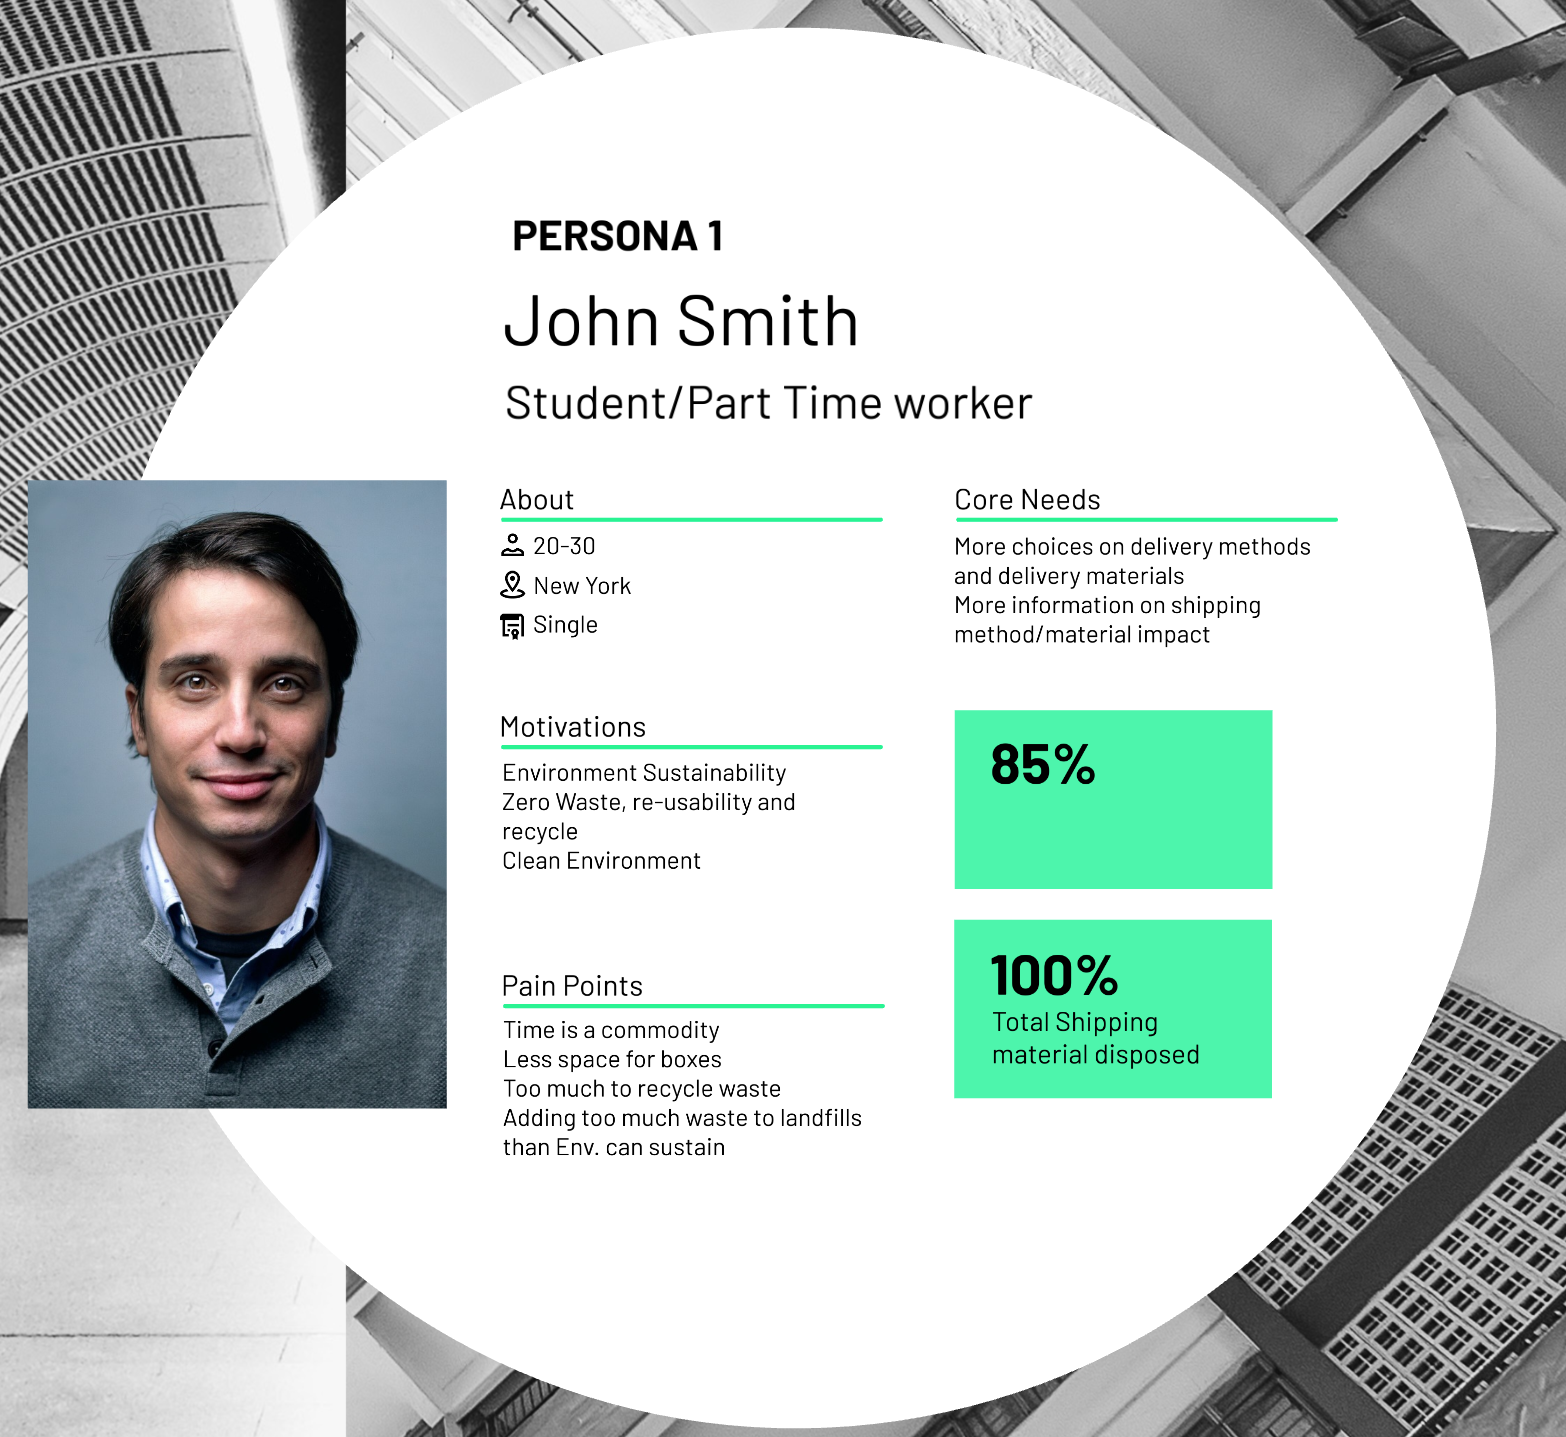 PERSONA 1
John Smith
Student/Part Time worker
About
20-30
New York
Single
Motivations
Environment Sustainability
Zero Waste, re-usability and
recycle
Clean Environment
Pain Points
Time is a commodity
Less space for boxes
Too much to recycle waste
Adding too much waste to landfills
than Env. can sustain
Core Needs
More choices on delivery methods
and delivery materials
More information on shipping
method/material impact
85%
100%
Total Shipping
material disposed